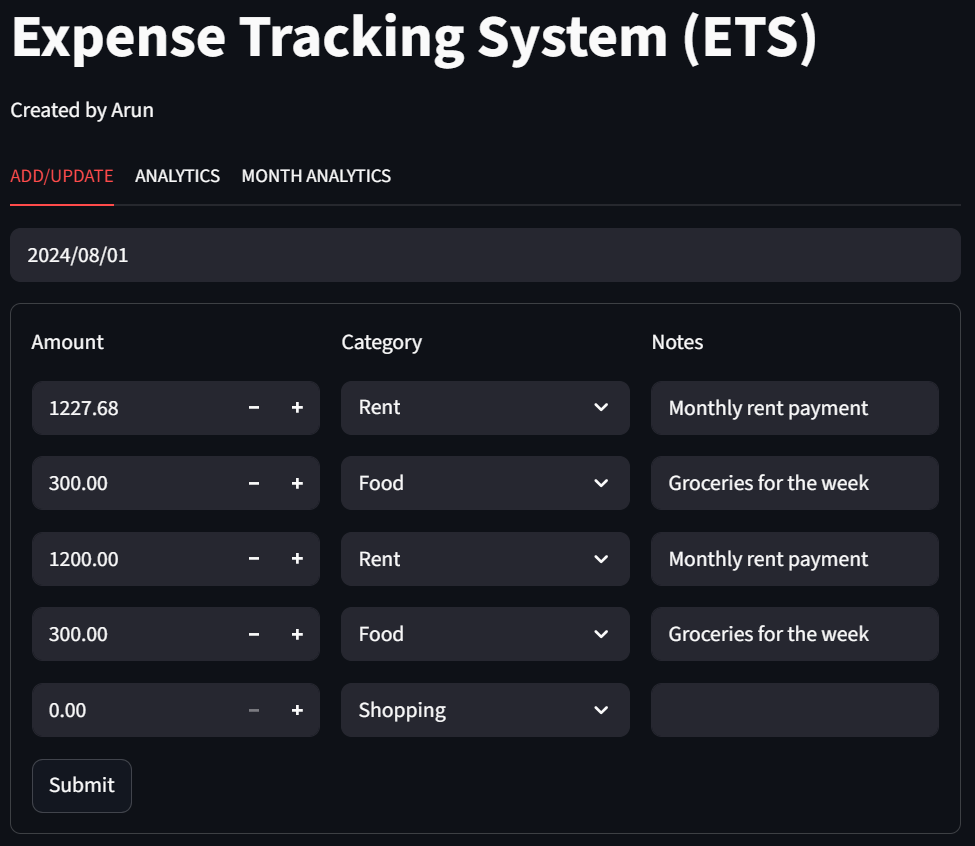 Expense Tracking System (ETS)
Created by Arun
ADD/UPDATE ANALYTICS MONTH ANALYTICS
2024/08/01
Amount Category Notes
1227.68 − + Rent Monthly rent payment
300.00 − + Food Groceries for the week
1200.00 − + Rent Monthly rent payment
300.00 − + Food Groceries for the week
0.00 − + Shopping
Submit